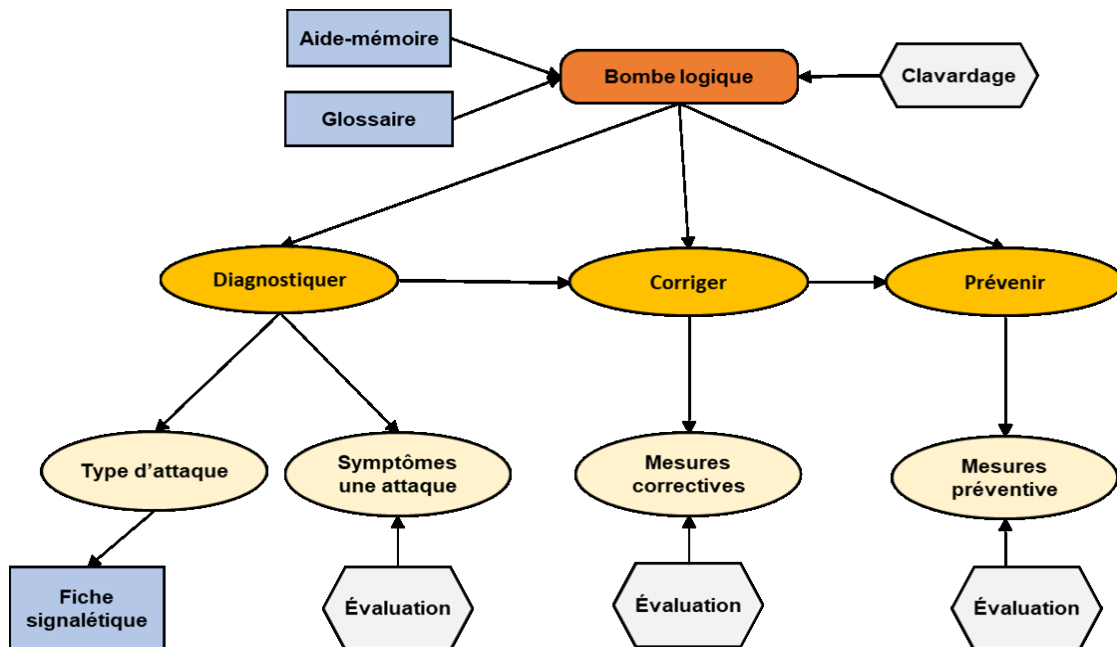 Aide-mémoire
Bombe logique
Clavardage
Glossaire
Diagnostiquer
Corriger
Prévenir
Type d'attaque
Symptômes
une attaque
Mesures
correctives
Mesures
préventive
Fiche
signalétique
Évaluation
Évaluation
Évaluation